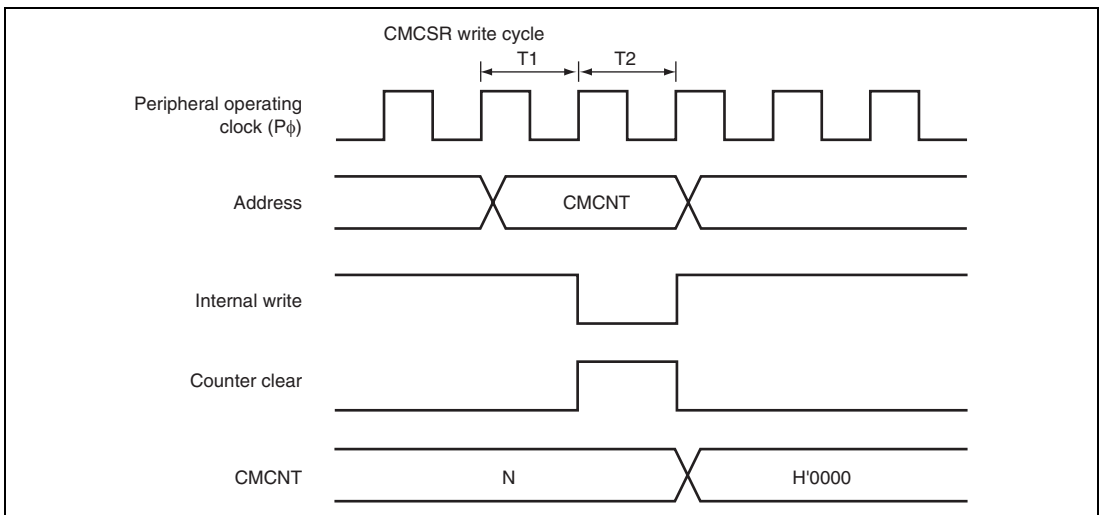 CMCSR write cycle
T1 T2
Peripheral operating
clock (Pϕ)
Address
CMCNT
Internal write
Counter clear
CMCNT
N
H'0000